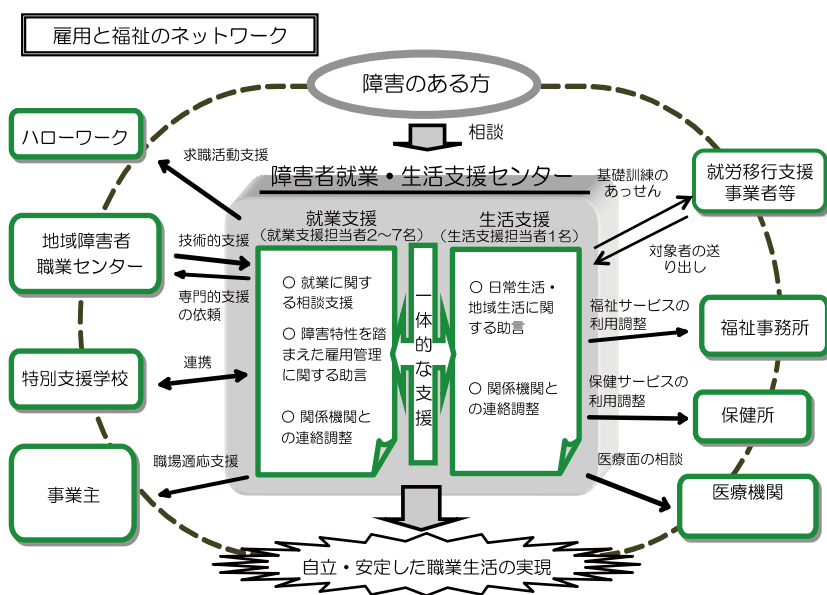 雇用と福祉のネットワーク
障害のある方
相談
ハローワーク
求職活動支援
地域障害者
職業センター
技術的支援
専門的支援
の依頼
特別支援学校
連携
事業主
職場適応支援
障害者就業・生活支援センター
就業支援
(就業支援担当者2~7名)
○ 就業に関す
る相談支援
○ 障害特性を踏
まえた雇用管理
に関する助言
○ 関係機関と
の連絡調整
一体的な支援
生活支援
(生活支援担当者1名)
○ 日常生活・
地域生活に関
する助言
○ 関係機関と
の連絡調整
基礎訓練の
あっせん
就労移行支援
事業者等
対象者の送
り出し
福祉サービスの
利用調整
福祉事務所
保健サービスの
利用調整
保健所
医療面の相談
医療機関
自立・安定した職業生活の実現